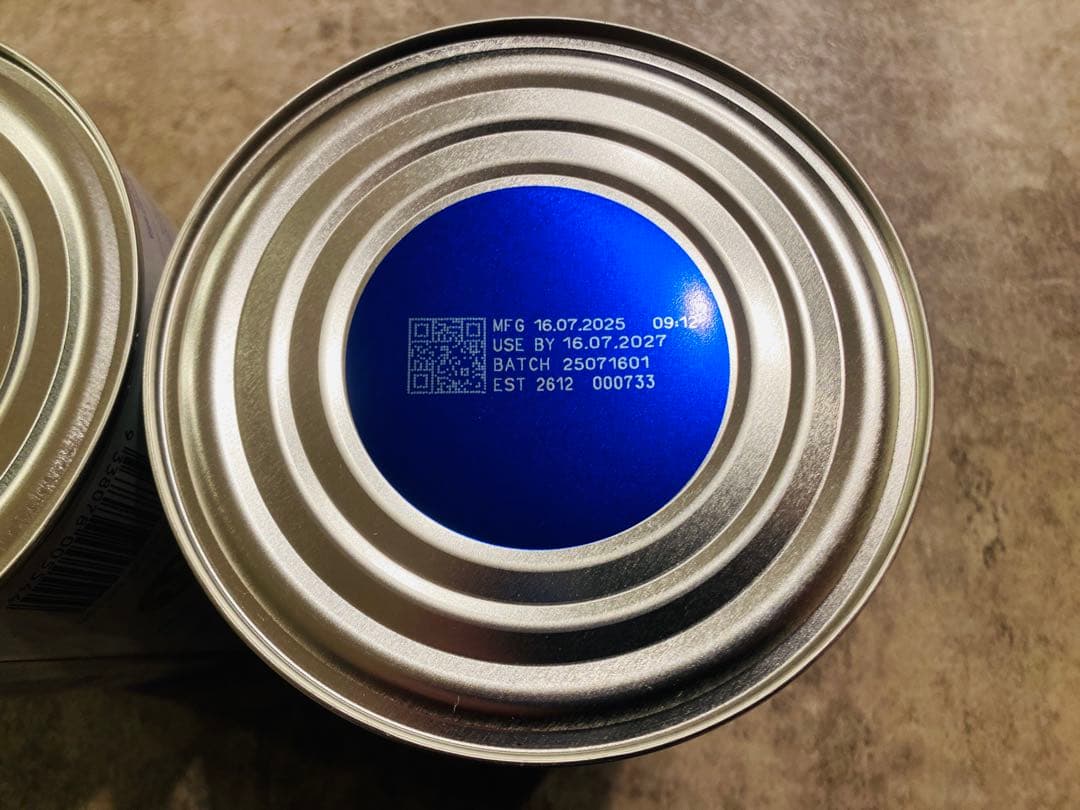 MFG 16.07.2025 09:12
USE BY 16.07.2027
BATCH 25071601
EST 2612 000733